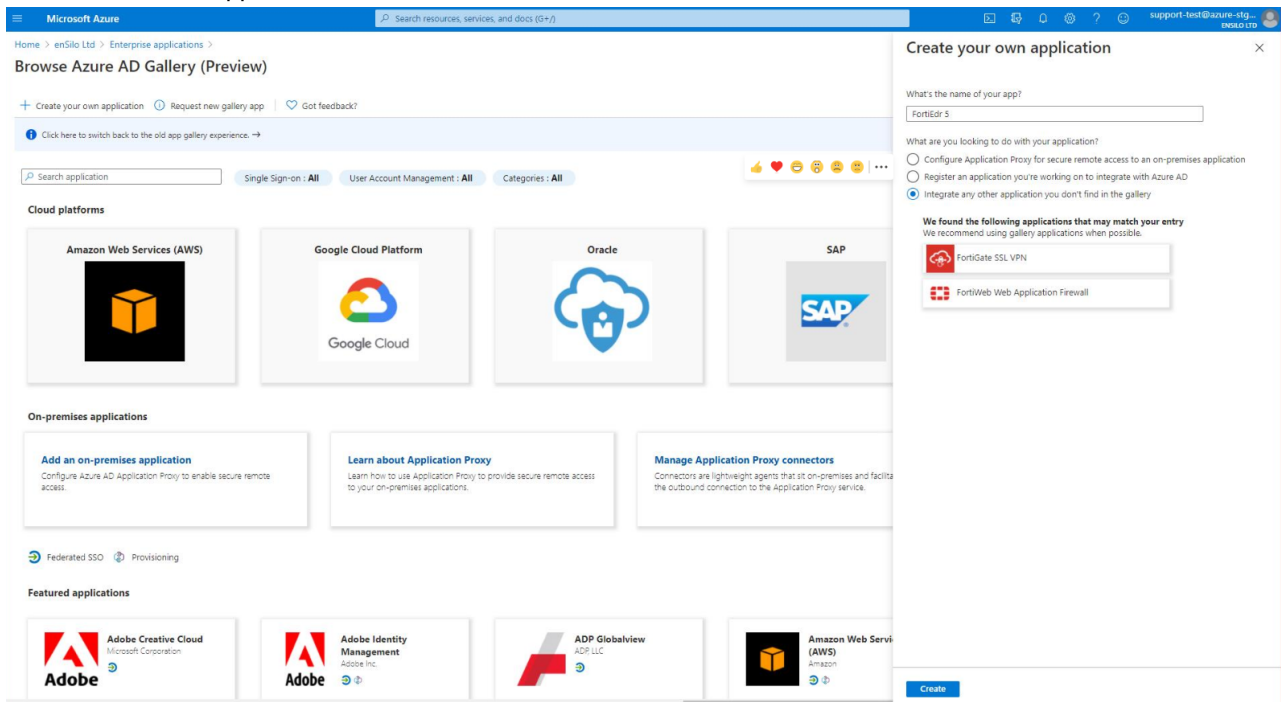 Microsoft Azure
Search resources, services, and docs (G+/)
support-test@azure-stg...
ENSILO LTD
Home > enSilo Ltd > Enterprise applications >
Browse Azure AD Gallery (Preview)
Create your own application
Request new gallery app
Got feedback?
Click here to switch back to the old app gallery experience. →
Search application
Single Sign-on : All
User Account Management : All
Categories : All
Cloud platforms
Amazon Web Services (AWS)
Google Cloud Platform
Google Cloud
Oracle
SAP
SAP
On-premises applications
Add an on-premises application
Configure Azure AD Application Proxy to enable secure remote
access.
Learn about Application Proxy
Learn how to use Application Proxy to provide secure remote access
to your on-premises applications.
Manage Application Proxy connectors
Connectors are lightweight agents that sit on-premises and facilita
the outbound connection to the Application Proxy service.
Federated SSO
Provisioning
Featured applications
Adobe
Adobe Creative Cloud
Microsoft Corporation
Adobe
Adobe Identity
Management
Adobe Inc.
ADP Globalview
ADP, LLC
Amazon Web Servi
(AWS)
Amazon
Create your own application
What's the name of your app?
FortiEdr 5
What are you looking to do with your application?
Configure Application Proxy for secure remote access to an on-premises application
Register an application you're working on to integrate with Azure AD
Integrate any other application you don't find in the gallery
We found the following applications that may match your entry
We recommend using gallery applications when possible.
FortiGate SSL VPN
FortiWeb Web Application Firewall
Create